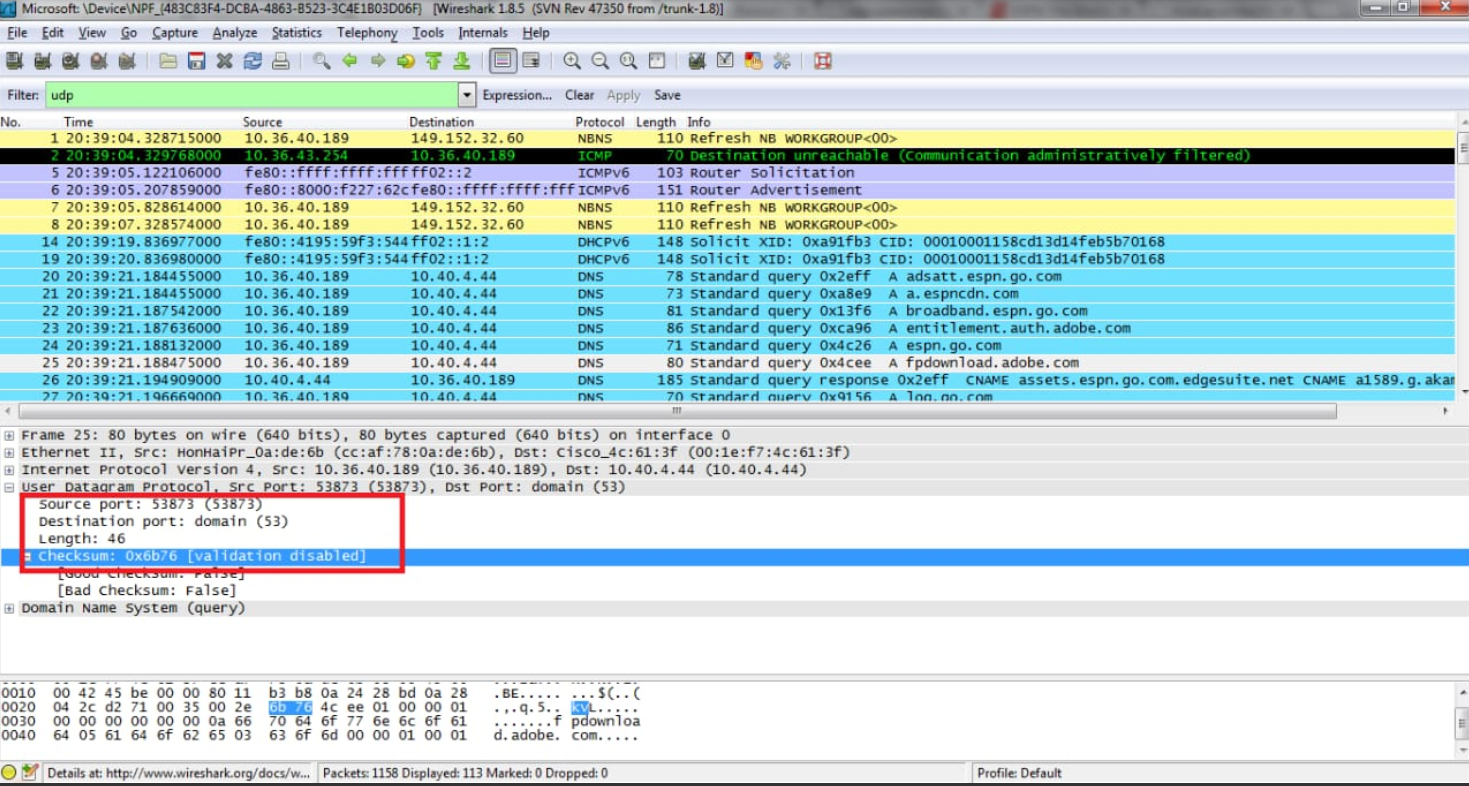 Microsoft: \Device\NPF_{483C83F4-DCBA-4863-B523-3C4E1B03D06F} [Wireshark 1.8.5 (SVN Rev 47350 from /trunk-1.8)]
File Edit View Go Capture Analyze Statistics Telephony Tools Internals Help
Filter: udp Expression... Clear Apply Save
No. Time Source Destination Protocol Length Info
1 20:39:04.328715000 10.36.40.189 149.152.32.60 NBNS 110 Refresh NB WORKGROUP<00>
2 20:39:04.329768000 10.36.43.254 10.36.40.189 ICMP 70 Destination unreachable (Communication administratively filtered)
5 20:39:05.122106000 fe80::ffff:ffff:fffff02::2 ICMPv6 103 Router Solicitation
6 20:39:05.207859000 fe80::8000:f227:62cfe80::ffff:ffff:fff ICMPv6 151 Router Advertisement
7 20:39:05.828614000 10.36.40.189 149.152.32.60 NBNS 110 Refresh NB WORKGROUP<00>
8 20:39:07.328574000 10.36.40.189 149.152.32.60 NBNS 110 Refresh NB WORKGROUP<00>
14 20:39:19.836977000 fe80::4195:59f3:544 ff02::1:2 DHCPv6 148 Solicit XID: 0xa91fb3 CID: 00010001158cd13d14feb5b70168
19 20:39:20.836980000 fe80::4195:59f3:544 ff02::1:2 DHCPv6 148 Solicit XID: 0xa91fb3 CID: 00010001158cd13d14feb5b70168
20 20:39:21.184455000 10.36.40.189 10.40.4.44 DNS 78 Standard query 0x2eff A adsatt.espn.go.com
21 20:39:21.184455000 10.36.40.189 10.40.4.44 DNS 73 Standard query 0xa8e9 A a.espncdn.com
22 20:39:21.187542000 10.36.40.189 10.40.4.44 DNS 81 Standard query 0x13f6 A broadband.espn.go.com
23 20:39:21.187636000 10.36.40.189 10.40.4.44 DNS 86 Standard query 0xca96 A entitlement.auth.adobe.com
24 20:39:21.188132000 10.36.40.189 10.40.4.44 DNS 71 Standard query 0x4c26 A espn.go.com
25 20:39:21.188475000 10.36.40.189 10.40.4.44 DNS 80 Standard query 0x4cee A fpdownload.adobe.com
26 20:39:21.194909000 10.40.4.44 10.36.40.189 DNS 185 Standard query response 0x2eff CNAME assets.espn.go.com.edgesuite.net CNAME a1589.g.akar
27 20:39:21.196669000 10.36.40.189 10.40.4.44 DNS 70 Standard query 0x9156 A log.go.com
Frame 25: 80 bytes on wire (640 bits), 80 bytes captured (640 bits) on interface 0
Ethernet II, Src: HonHaiPr_0a:de:6b (cc:af:78:0a:de:6b), Dst: Cisco_4c:61:3f (00:1e:f7:4c:61:3f)
Internet Protocol Version 4, Src: 10.36.40.189 (10.36.40.189), Dst: 10.40.4.44 (10.40.4.44)
User Datagram Protocol, Src Port: 53873 (53873), Dst Port: domain (53)
Source port: 53873 (53873)
Destination port: domain (53)
Length: 46
Checksum: 0x6b76 [validation disabled]
[Good Checksum: False]
[Bad Checksum: False]
Domain Name System (query)
0010 00 42 45 be 00 00 80 11 b3 b8 0a 24 28 bd 0a 28 .BE..... ...$(..(
0020 04 2c d2 71 00 35 00 2e 6b 76 4c ee 01 00 00 01 .,.q.5.. kvL.....
0030 00 00 00 00 00 00 0a 66 70 64 6f 77 6e 6c 6f 61 .......f pdownloa
0040 64 05 61 64 6f 62 65 03 63 6f 6d 00 00 01 00 01 d.adobe. com.....
Details at: http://www.wireshark.org/docs/w... Packets: 1158 Displayed: 113 Marked: 0 Dropped: 0 Profile: Default